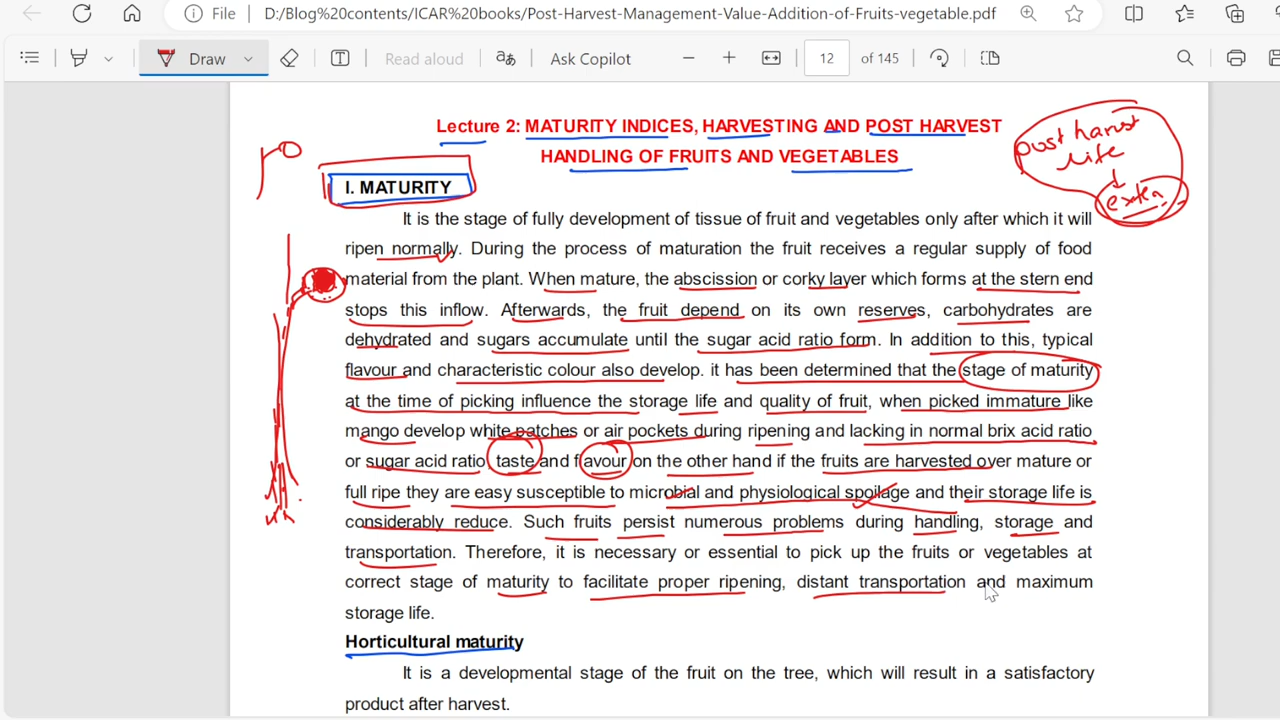 File D:/Blog%20contents/ICAR%20books/Post-Harvest-Management-Value-Addition-of-Fruits-vegetable.pdf
Draw Read aloud aあ Ask Copilot 12 of 145
Lecture 2: MATURITY INDICES, HARVESTING AND POST HARVEST
HANDLING OF FRUITS AND VEGETABLES
post harvest
life
I. MATURITY
It is the stage of fully development of tissue of fruit and vegetables only after which it will
ripen normally. During the process of maturation the fruit receives a regular supply of food
material from the plant. When mature, the abscission or corky layer which forms at the stern end
stops this inflow. Afterwards, the fruit depend on its own reserves, carbohydrates are
dehydrated and sugars accumulate until the sugar acid ratio form. In addition to this, typical
flavour and characteristic colour also develop. it has been determined that the stage of maturity
at the time of picking influence the storage life and quality of fruit, when picked immature like
mango develop white patches or air pockets during ripening and lacking in normal brix acid ratio
or sugar acid ratio taste and flavour on the other hand if the fruits are harvested over mature or
full ripe they are easy susceptible to microbial and physiological spoilage and their storage life is
considerably reduce. Such fruits persist numerous problems during handling, storage and
transportation. Therefore, it is necessary or essential to pick up the fruits or vegetables at
correct stage of maturity to facilitate proper ripening, distant transportation and maximum
storage life.
Horticultural maturity
It is a developmental stage of the fruit on the tree, which will result in a satisfactory
product after harvest.